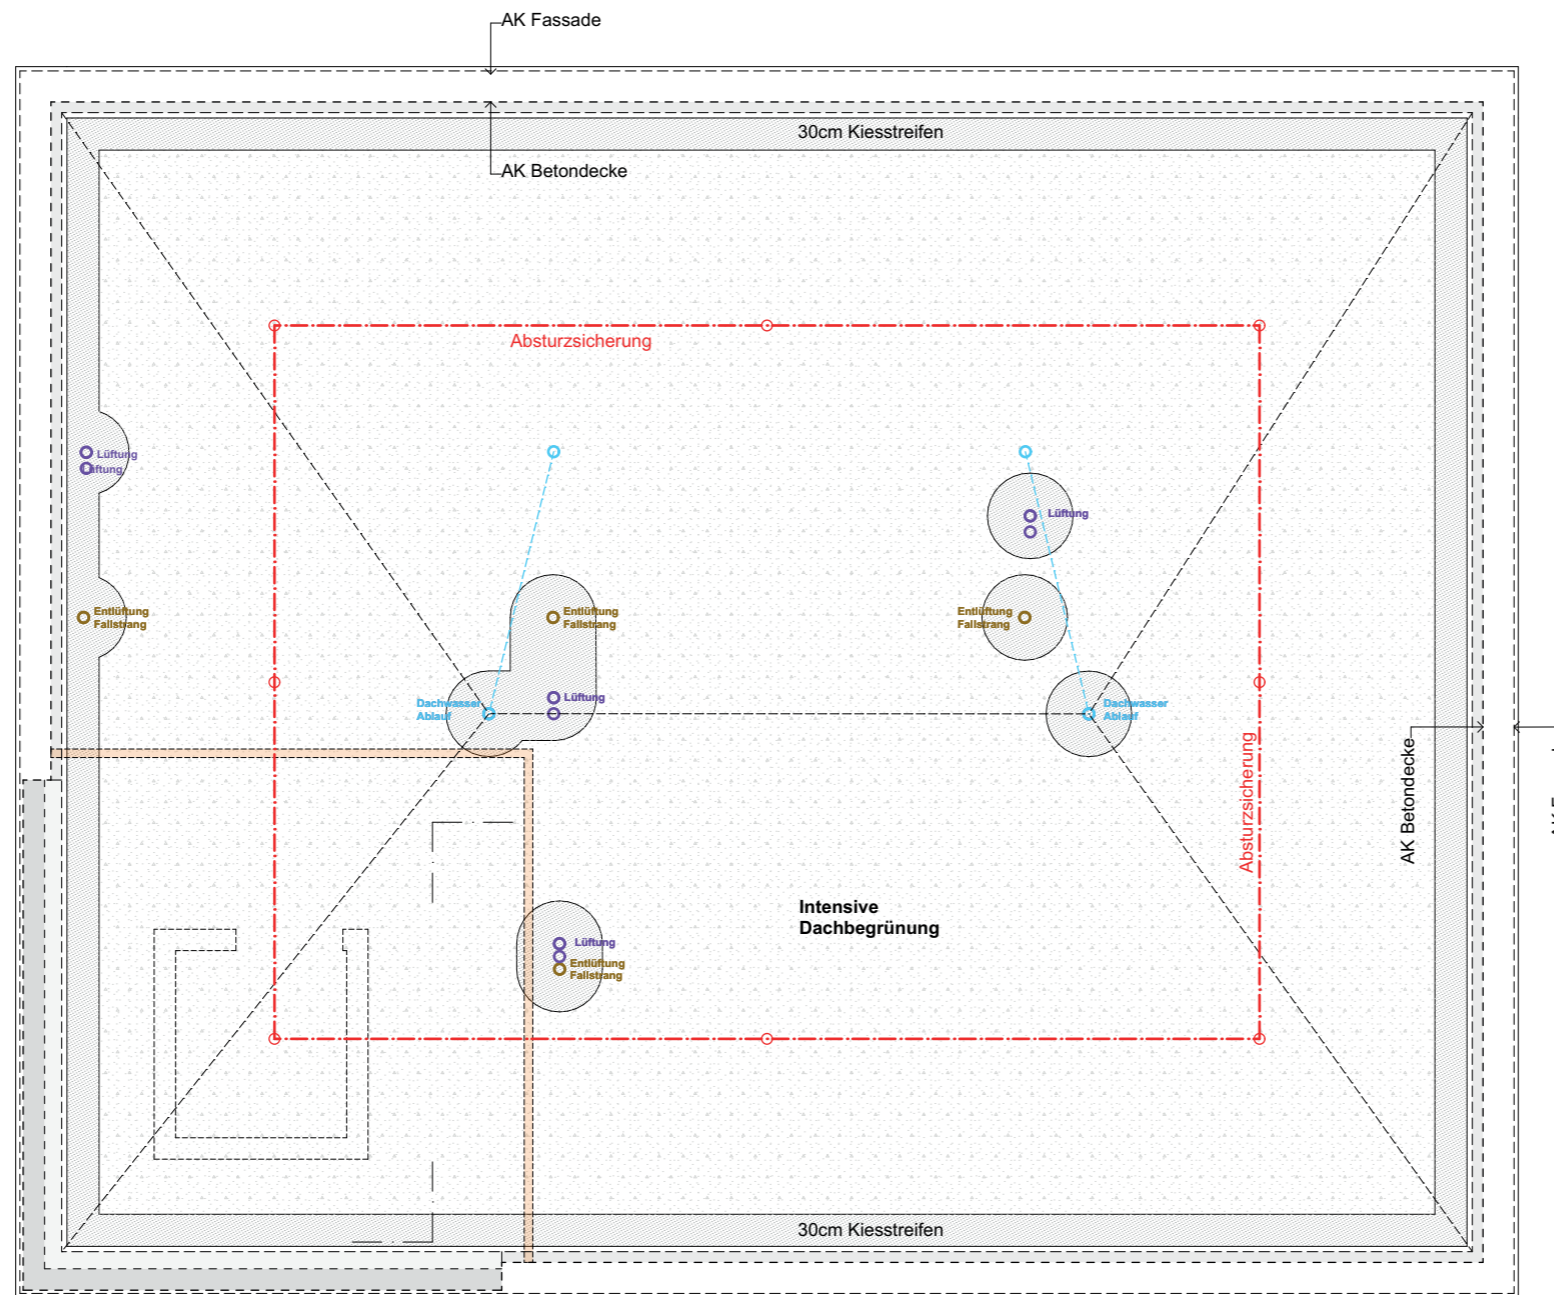 AK Fassade
30cm Kiesstreifen
AK Betondecke
Absturzsicherung
Lüftung
Lüftung
Lüftung
Entlüftung
Fallstrang
Entlüftung
Fallstrang
Entlüftung
Fallstrang
Lüftung
Dachwasser
Ablauf
Dachwasser
Ablauf
Absturzsicherung
AK Betondecke
Intensive
Dachbegrünung
Lüftung
Entlüftung
Fallstrang
30cm Kiesstreifen